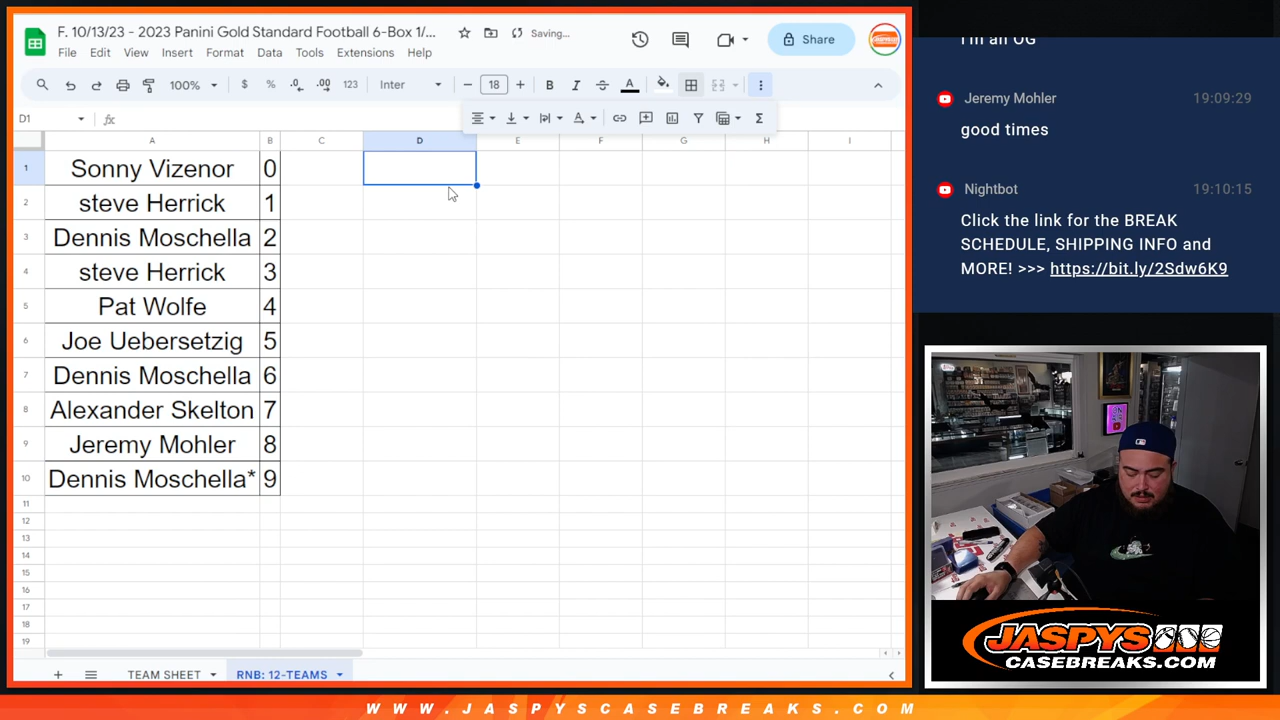 F. 10/13/23 - 2023 Panini Gold Standard Football 6-Box 1/...
Saving...
Share
File Edit View Insert Format Data Tools Extensions Help
100% $ % .0 .00 123 Inter 18 B I S A
D1 fx
A B C D E F G H I
1 Sonny Vizenor 0
2 steve Herrick 1
3 Dennis Moschella 2
4 steve Herrick 3
5 Pat Wolfe 4
6 Joe Uebersetzig 5
7 Dennis Moschella 6
8 Alexander Skelton 7
9 Jeremy Mohler 8
10 Dennis Moschella* 9
11
12
13
14
15
16
17
18
19
TEAM SHEET RNB: 12-TEAMS
I'm an OG
Jeremy Mohler 19:09:29
good times
Nightbot 19:10:15
Click the link for the BREAK
SCHEDULE, SHIPPING INFO and
MORE! >>> https://bit.ly/2Sdw6K9
JASPYS
CASEBREAKS.COM
WWW.JASPYSCASEBREAKS.COM